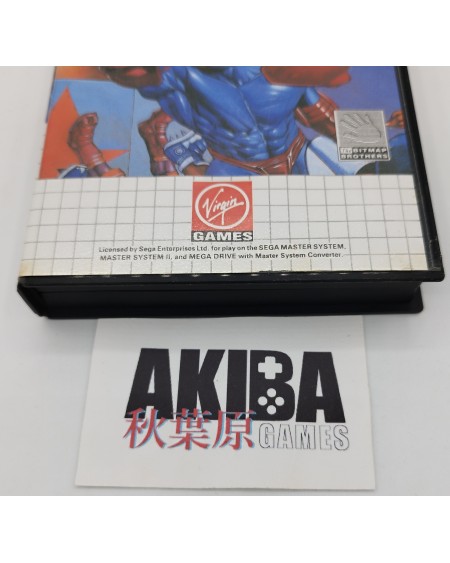 THE BITMAP
BROTHERS
Virgin
GAMES
Licensed by Sega Enterprises Ltd. for play on the SEGA MASTER SYSTEM,
MASTER SYSTEM II, and MEGA DRIVE with Master System Converter.
AKIBA
秋葉原 GAMES